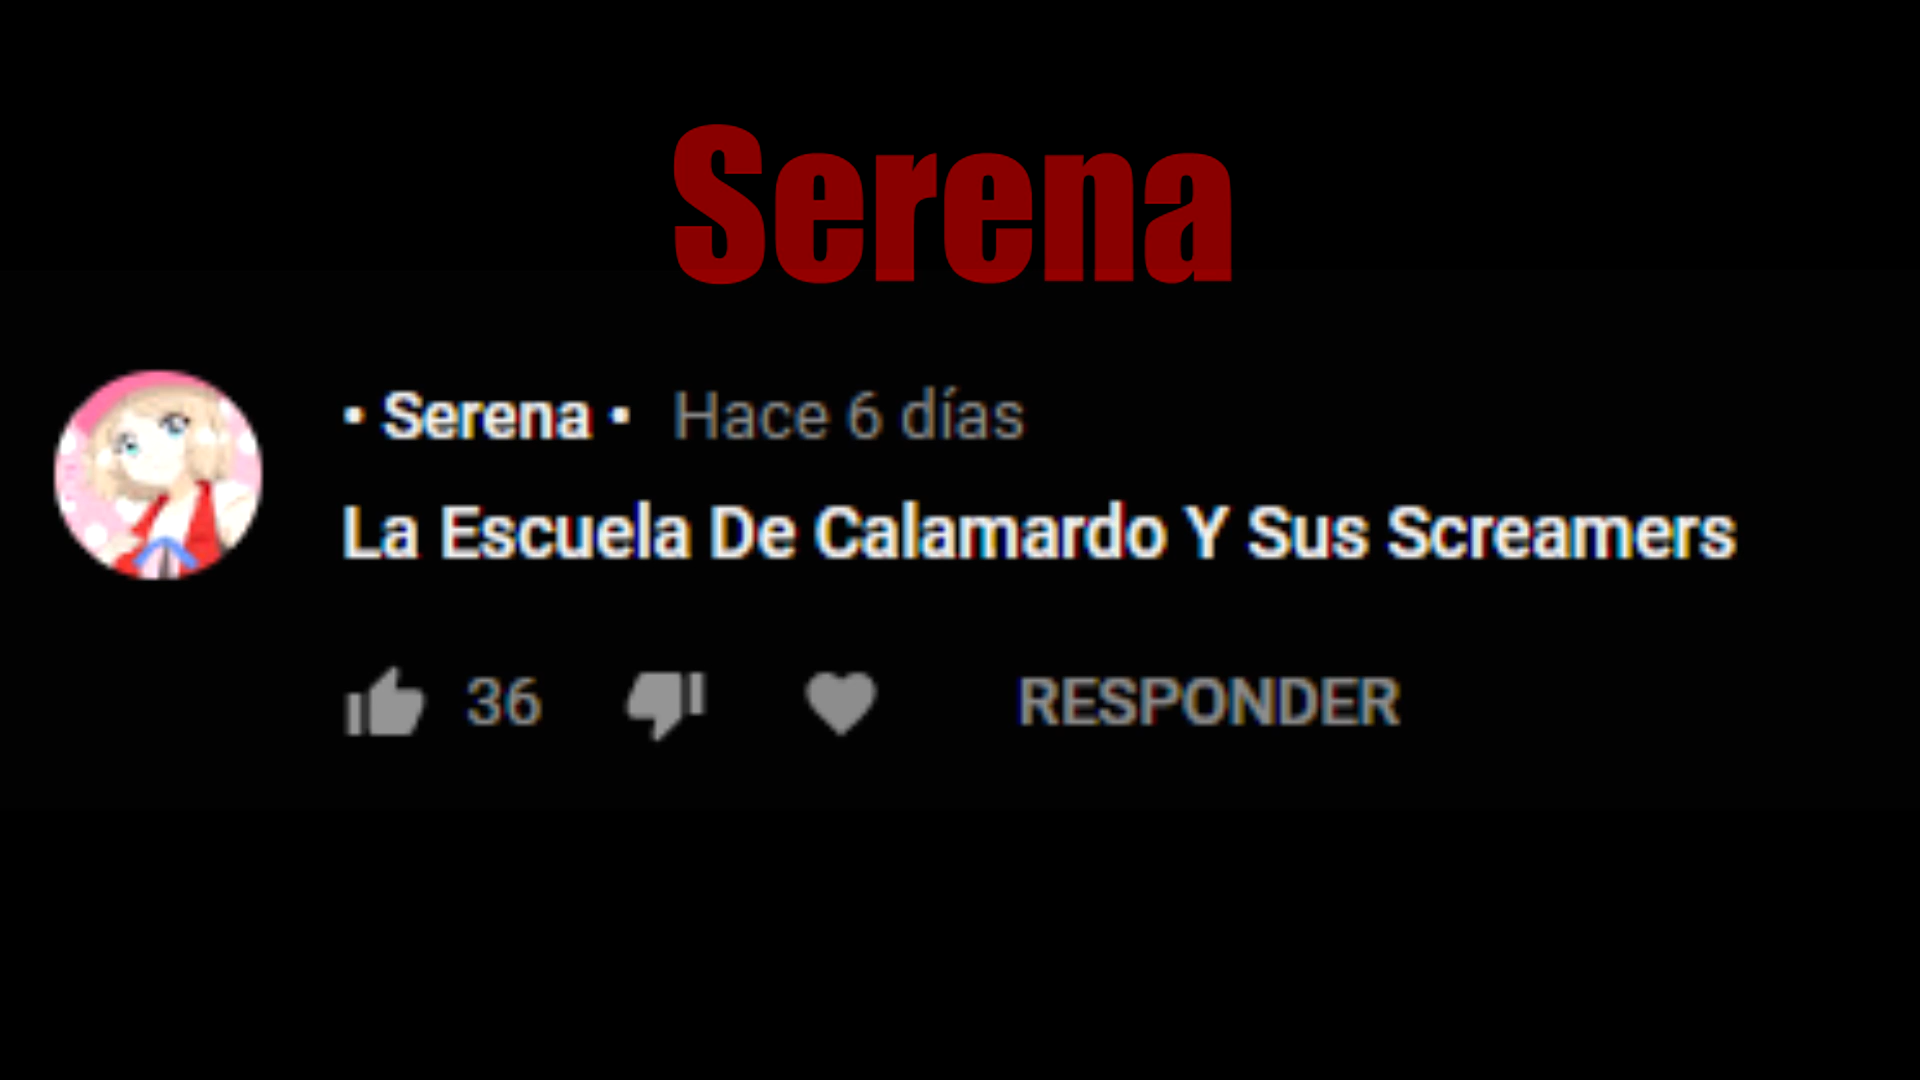 Serena
• Serena • Hace 6 días
La Escuela De Calamardo Y Sus Screamers
36 RESPONDER